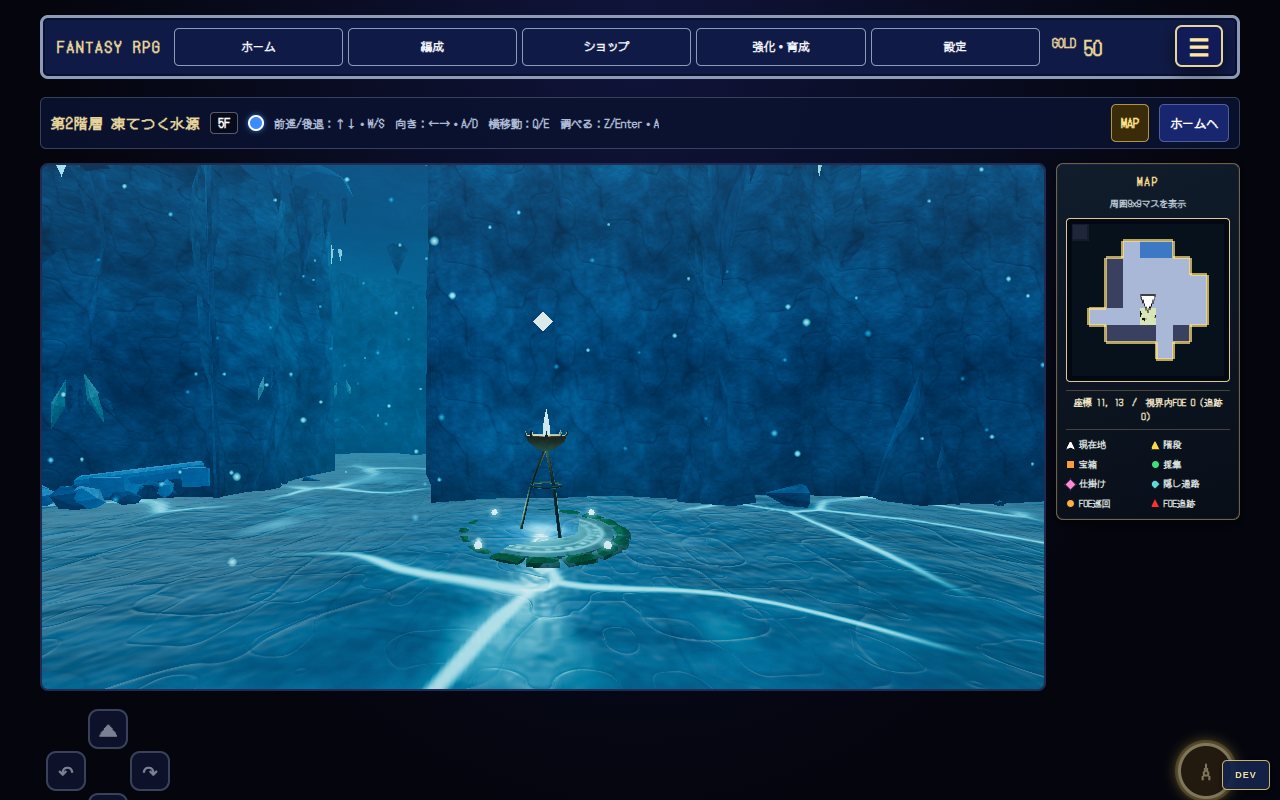 FANTASY RPG
ホーム
編成
ショップ
強化・育成
設定
GOLD 50
第2階層 凍てつく水源
5F
前進/後退：↑↓・W/S 向き：←→・A/D 横移動：Q/E 調べる：Z/Enter・A
MAP
ホームへ
MAP
周囲9x9マスを表示
座標 11, 13 / 視界内FOE 0（追跡
0）
現在地
階段
宝箱
採集
仕掛け
隠し通路
FOE巡回
FOE追跡
A
DEV